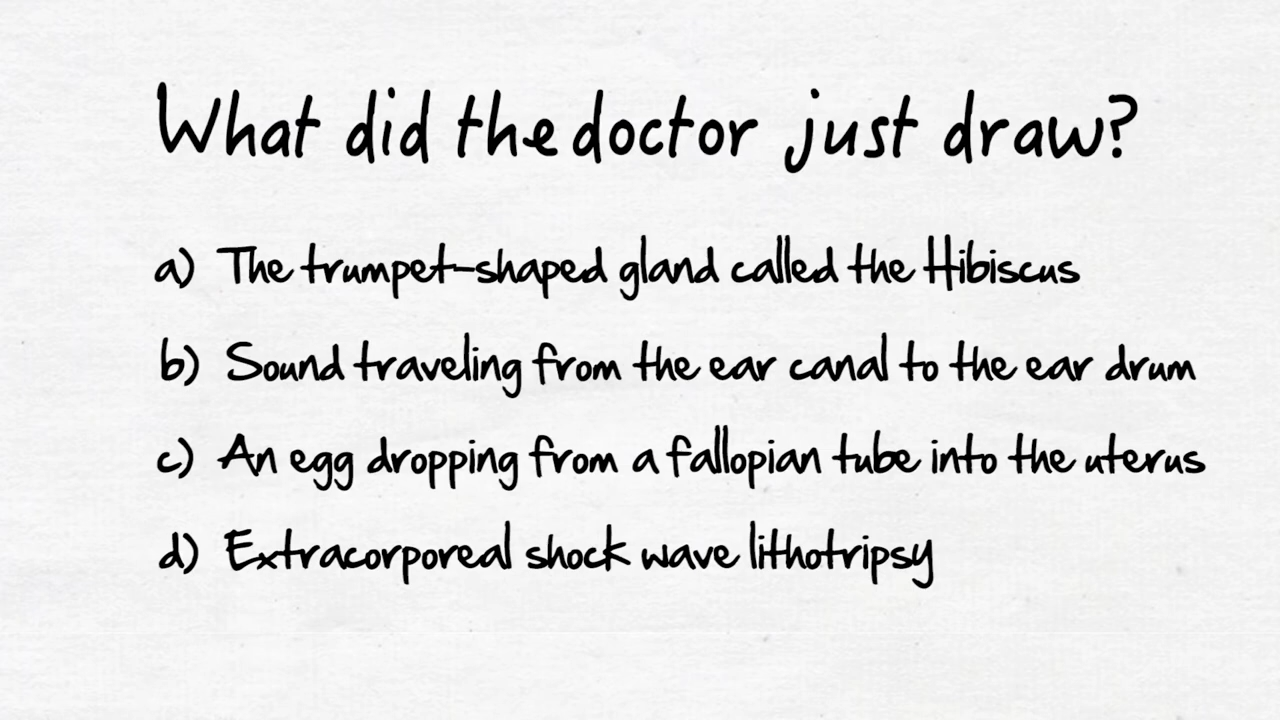 What did the doctor just draw?
a) The trumpet-shaped gland called the Hibiscus
b) Sound traveling from the ear canal to the ear drum
c) An egg dropping from a fallopian tube into the uterus
d) Extracorporeal shock wave lithotripsy